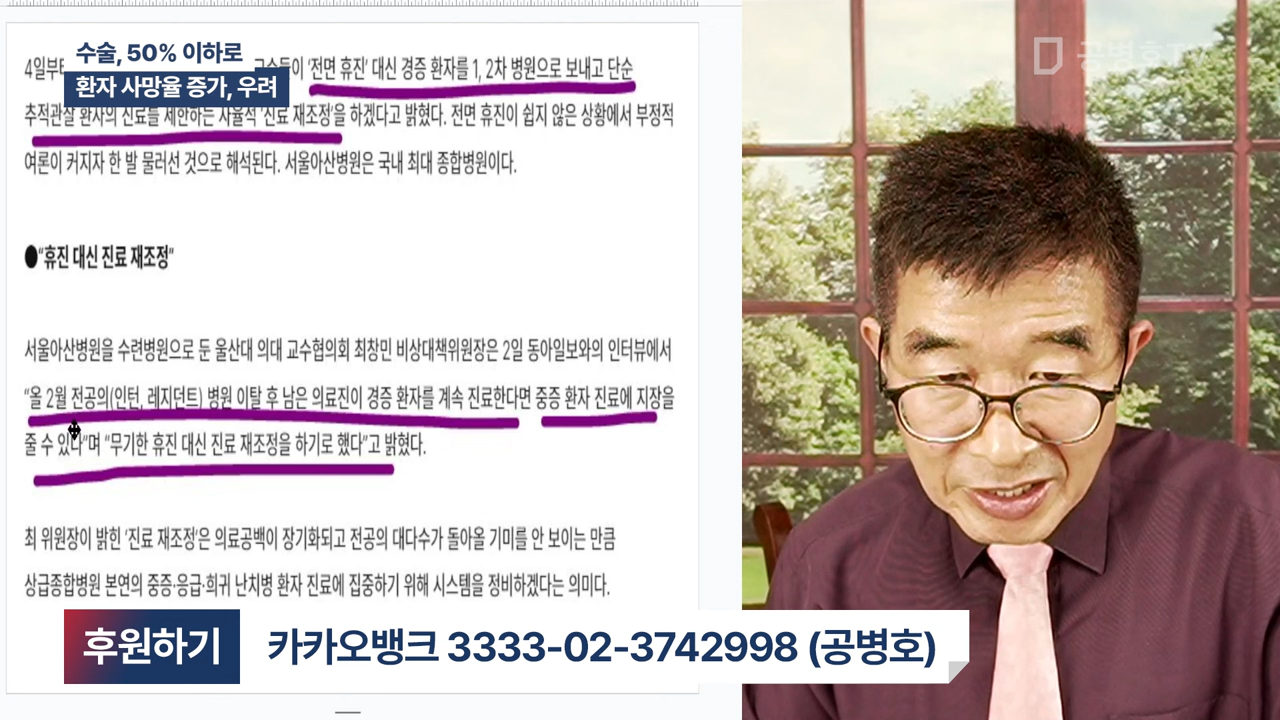 수술, 50% 이하로
환자 사망율 증가, 우려
공병호TV
4일부터 '전면 휴진' 대신 경증 환자를 1, 2차 병원으로 보내고 단순
추적관찰 환자의 진료를 제한하는 자율적 '진료 재조정'을 하겠다고 밝혔다. 전면 휴진이 쉽지 않은 상황에서 부정적
여론이 커지자 한 발 물러선 것으로 해석된다. 서울아산병원은 국내 최대 종합병원이다.
●"휴진 대신 진료 재조정"
서울아산병원을 수련병원으로 둔 울산대 의대 교수협의회 최창민 비상대책위원장은 2일 동아일보와의 인터뷰에서
"올 2월 전공의(인턴, 레지던트) 병원 이탈 후 남은 의료진이 경증 환자를 계속 진료한다면 중증 환자 진료에 지장을
줄 수 있다"며 "무기한 휴진 대신 진료 재조정을 하기로 했다"고 밝혔다.
최 위원장이 밝힌 '진료 재조정'은 의료공백이 장기화되고 전공의 대다수가 돌아올 기미를 안 보이는 만큼
상급종합병원 본연의 중증·응급·희귀 난치병 환자 진료에 집중하기 위해 시스템을 정비하겠다는 의미다.
후원하기
카카오뱅크 3333-02-3742998 (공병호)